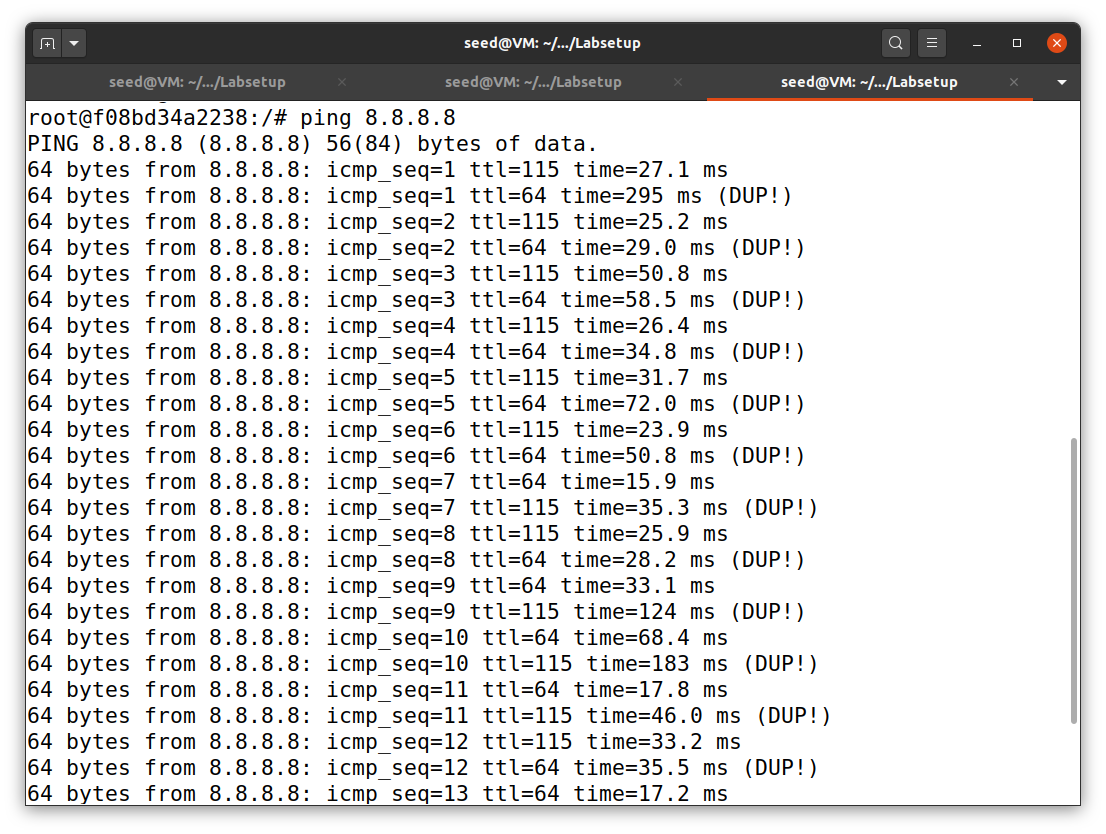 seed@VM: ~/.../Labsetup
seed@VM: ~/.../Labsetup seed@VM: ~/.../Labsetup seed@VM: ~/.../Labsetup
root@f08bd34a2238:/# ping 8.8.8.8
PING 8.8.8.8 (8.8.8.8) 56(84) bytes of data.
64 bytes from 8.8.8.8: icmp_seq=1 ttl=115 time=27.1 ms
64 bytes from 8.8.8.8: icmp_seq=1 ttl=64 time=295 ms (DUP!)
64 bytes from 8.8.8.8: icmp_seq=2 ttl=115 time=25.2 ms
64 bytes from 8.8.8.8: icmp_seq=2 ttl=64 time=29.0 ms (DUP!)
64 bytes from 8.8.8.8: icmp_seq=3 ttl=115 time=50.8 ms
64 bytes from 8.8.8.8: icmp_seq=3 ttl=64 time=58.5 ms (DUP!)
64 bytes from 8.8.8.8: icmp_seq=4 ttl=115 time=26.4 ms
64 bytes from 8.8.8.8: icmp_seq=4 ttl=64 time=34.8 ms (DUP!)
64 bytes from 8.8.8.8: icmp_seq=5 ttl=115 time=31.7 ms
64 bytes from 8.8.8.8: icmp_seq=5 ttl=64 time=72.0 ms (DUP!)
64 bytes from 8.8.8.8: icmp_seq=6 ttl=115 time=23.9 ms
64 bytes from 8.8.8.8: icmp_seq=6 ttl=64 time=50.8 ms (DUP!)
64 bytes from 8.8.8.8: icmp_seq=7 ttl=64 time=15.9 ms
64 bytes from 8.8.8.8: icmp_seq=7 ttl=115 time=35.3 ms (DUP!)
64 bytes from 8.8.8.8: icmp_seq=8 ttl=115 time=25.9 ms
64 bytes from 8.8.8.8: icmp_seq=8 ttl=64 time=28.2 ms (DUP!)
64 bytes from 8.8.8.8: icmp_seq=9 ttl=64 time=33.1 ms
64 bytes from 8.8.8.8: icmp_seq=9 ttl=115 time=124 ms (DUP!)
64 bytes from 8.8.8.8: icmp_seq=10 ttl=64 time=68.4 ms
64 bytes from 8.8.8.8: icmp_seq=10 ttl=115 time=183 ms (DUP!)
64 bytes from 8.8.8.8: icmp_seq=11 ttl=64 time=17.8 ms
64 bytes from 8.8.8.8: icmp_seq=11 ttl=115 time=46.0 ms (DUP!)
64 bytes from 8.8.8.8: icmp_seq=12 ttl=115 time=33.2 ms
64 bytes from 8.8.8.8: icmp_seq=12 ttl=64 time=35.5 ms (DUP!)
64 bytes from 8.8.8.8: icmp_seq=13 ttl=64 time=17.2 ms